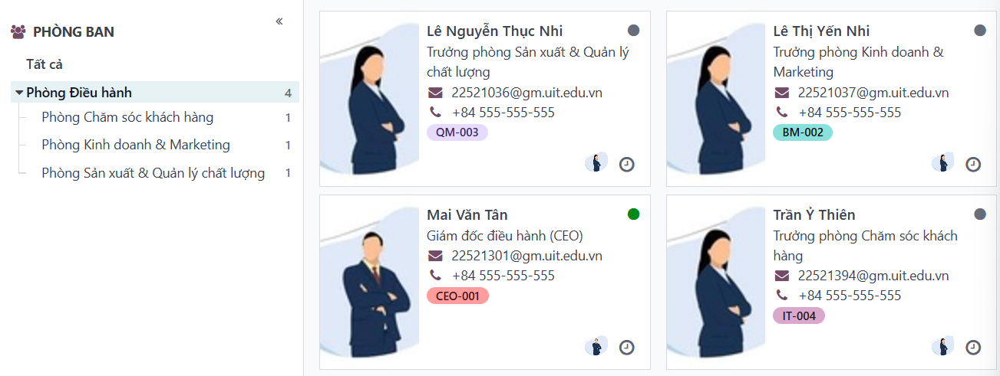 PHÒNG BAN
Tất cả
Phòng Điều hành 4
Phòng Chăm sóc khách hàng 1
Phòng Kinh doanh & Marketing 1
Phòng Sản xuất & Quản lý chất lượng 1
Lê Nguyễn Thục Nhi
Trưởng phòng Sản xuất & Quản lý
chất lượng
22521036@gm.uit.edu.vn
+84 555-555-555
QM-003
Lê Thị Yến Nhi
Trưởng phòng Kinh doanh &
Marketing
22521037@gm.uit.edu.vn
+84 555-555-555
BM-002
Mai Văn Tân
Giám đốc điều hành (CEO)
22521301@gm.uit.edu.vn
+84 555-555-555
CEO-001
Trần Ỷ Thiên
Trưởng phòng Chăm sóc khách
hàng
22521394@gm.uit.edu.vn
+84 555-555-555
IT-004